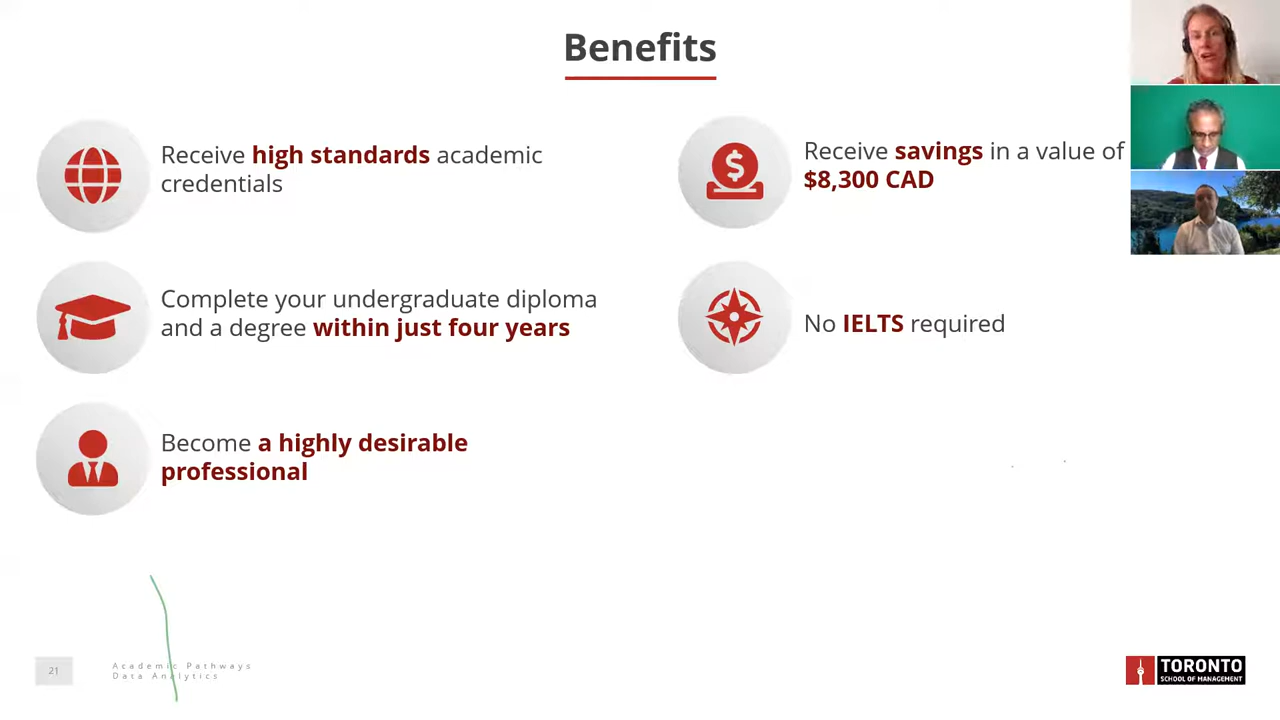 Benefits
Receive high standards academic
credentials
Complete your undergraduate diploma
and a degree within just four years
Become a highly desirable
professional
Receive savings in a value of
$8,300 CAD
No IELTS required
21
Academic Pathways
Data Analytics
TORONTO
SCHOOL OF MANAGEMENT